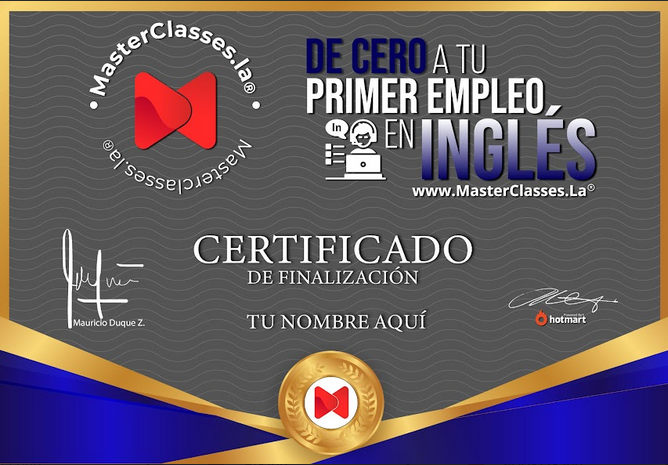 MasterClasses.la®
Masterclasses.la®
DE CERO A TU
PRIMER EMPLEO
In
EN INGLÉS
www.MasterClasses.La®
CERTIFICADO
DE FINALIZACIÓN
TU NOMBRE AQUÍ
Mauricio Duque Z.
hotmart